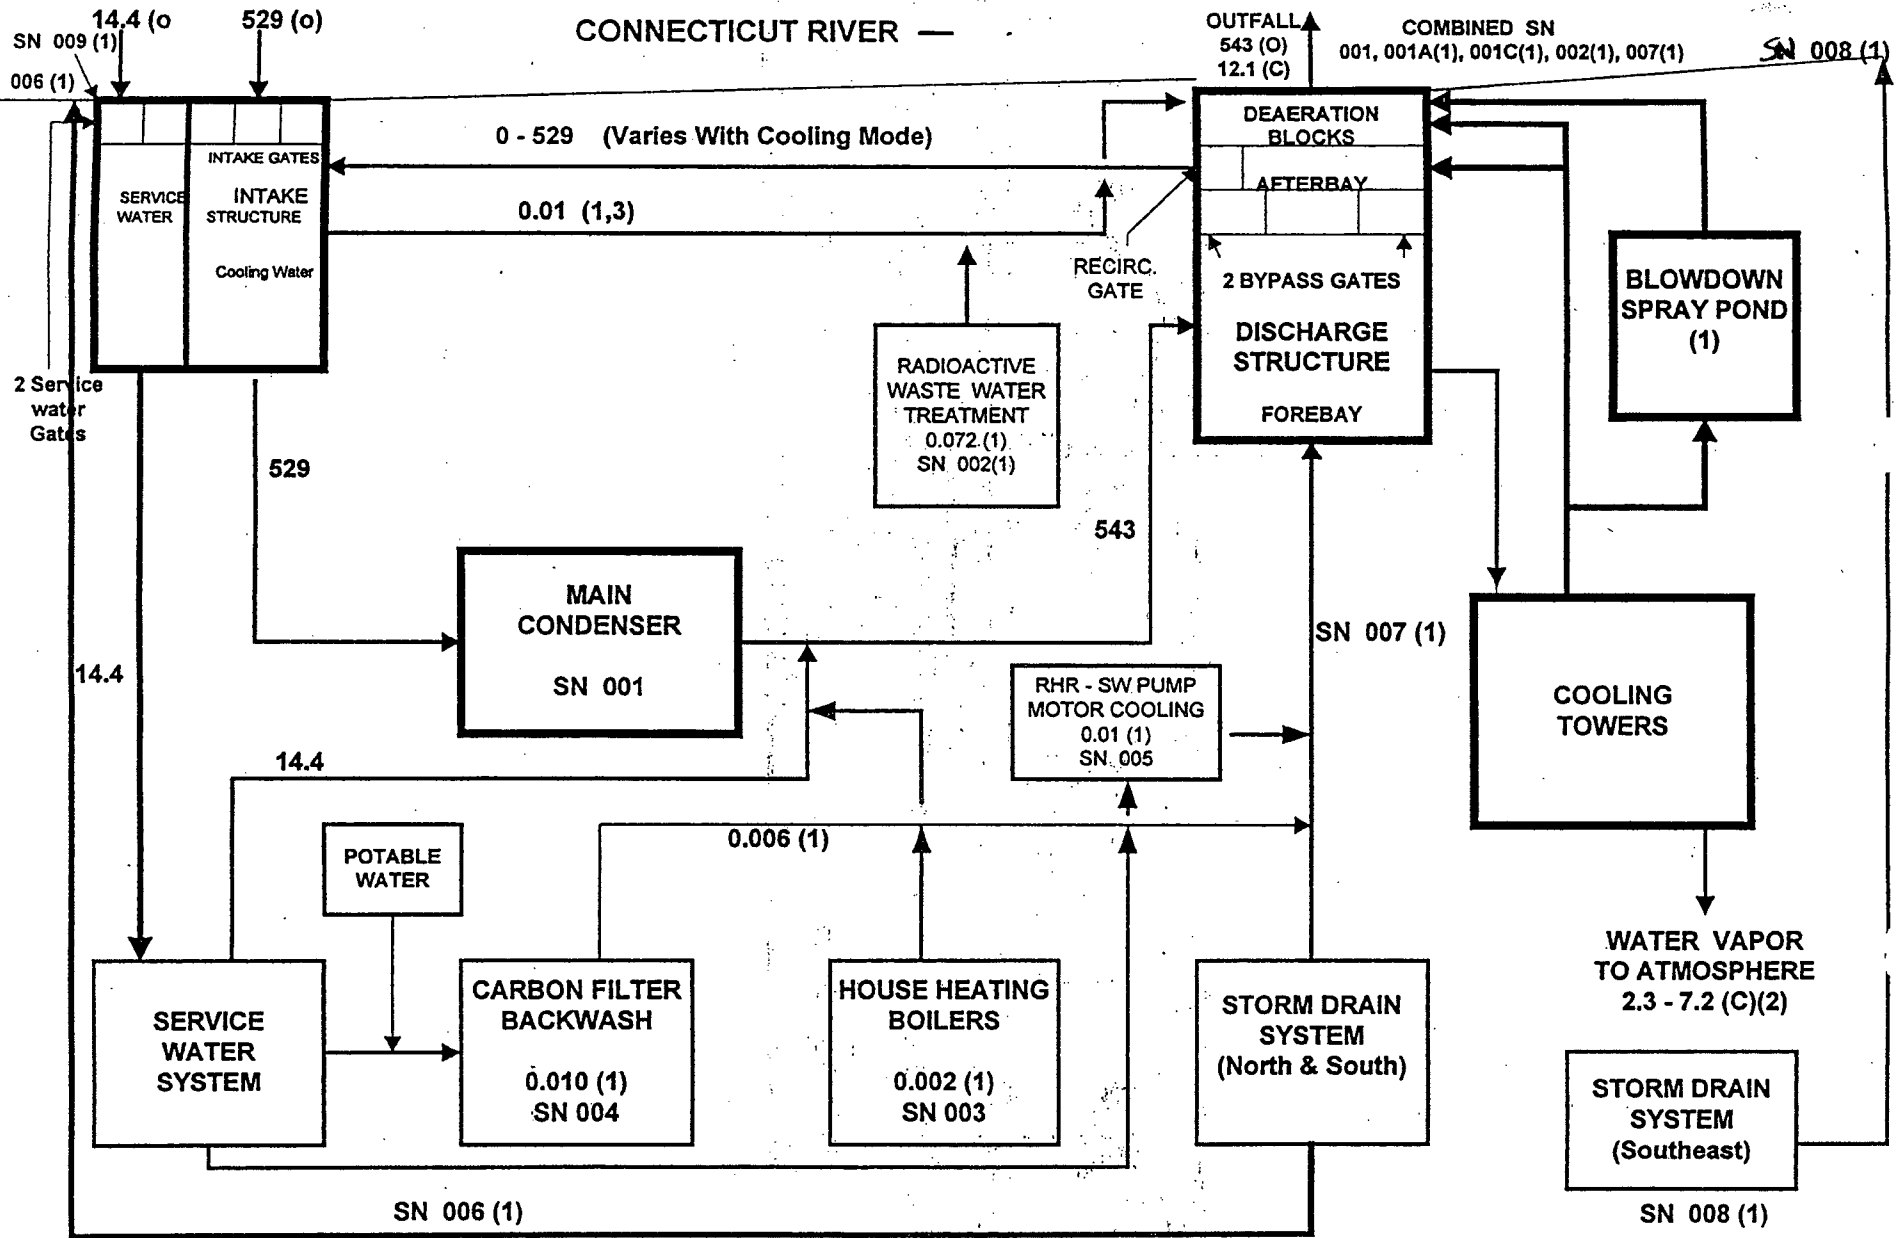 14.4 (o
529 (o)
CONNECTICUT RIVER —
OUTFALL
543 (O)
12.1 (C)
COMBINED SN
001, 001A(1), 001C(1), 002(1), 007(1)
SN 008 (1)
SN 009 (1)
006 (1)
DEAERATION
BLOCKS
0 - 529 (Varies With Cooling Mode)
INTAKE GATES
AFTERBAY
SERVICE
WATER
INTAKE
STRUCTURE
0.01 (1,3)
Cooling Water
RECIRC.
GATE
2 BYPASS GATES
BLOWDOWN
SPRAY POND
(1)
DISCHARGE
STRUCTURE
FOREBAY
RADIOACTIVE
WASTE WATER
TREATMENT
0.072 (1)
SN 002(1)
2 Service
water
Gates
529
543
MAIN
CONDENSER
SN 001
SN 007 (1)
14.4
RHR - SW PUMP
MOTOR COOLING
0.01 (1)
SN 005
COOLING
TOWERS
14.4
0.006 (1)
POTABLE
WATER
WATER VAPOR
TO ATMOSPHERE
2.3 - 7.2 (C)(2)
SERVICE
WATER
SYSTEM
CARBON FILTER
BACKWASH
0.010 (1)
SN 004
HOUSE HEATING
BOILERS
0.002 (1)
SN 003
STORM DRAIN
SYSTEM
(North & South)
STORM DRAIN
SYSTEM
(Southeast)
SN 006 (1)
SN 008 (1)